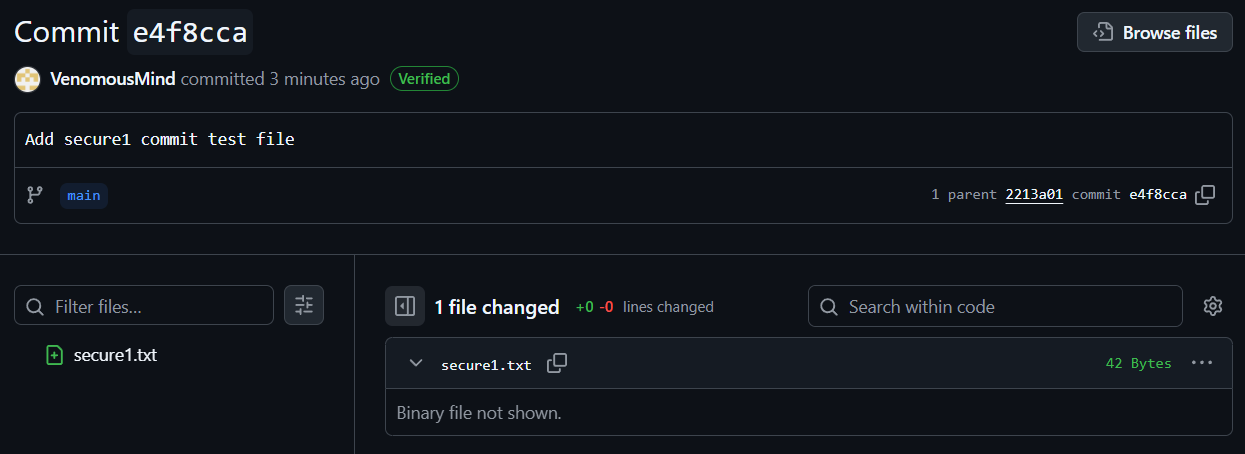 Commit e4f8cca
Browse files
VenomousMind committed 3 minutes ago Verified
Add secure1 commit test file
main
1 parent 2213a01 commit e4f8cca
Filter files...
1 file changed +0 -0 lines changed
Search within code
secure1.txt
secure1.txt
42 Bytes
Binary file not shown.